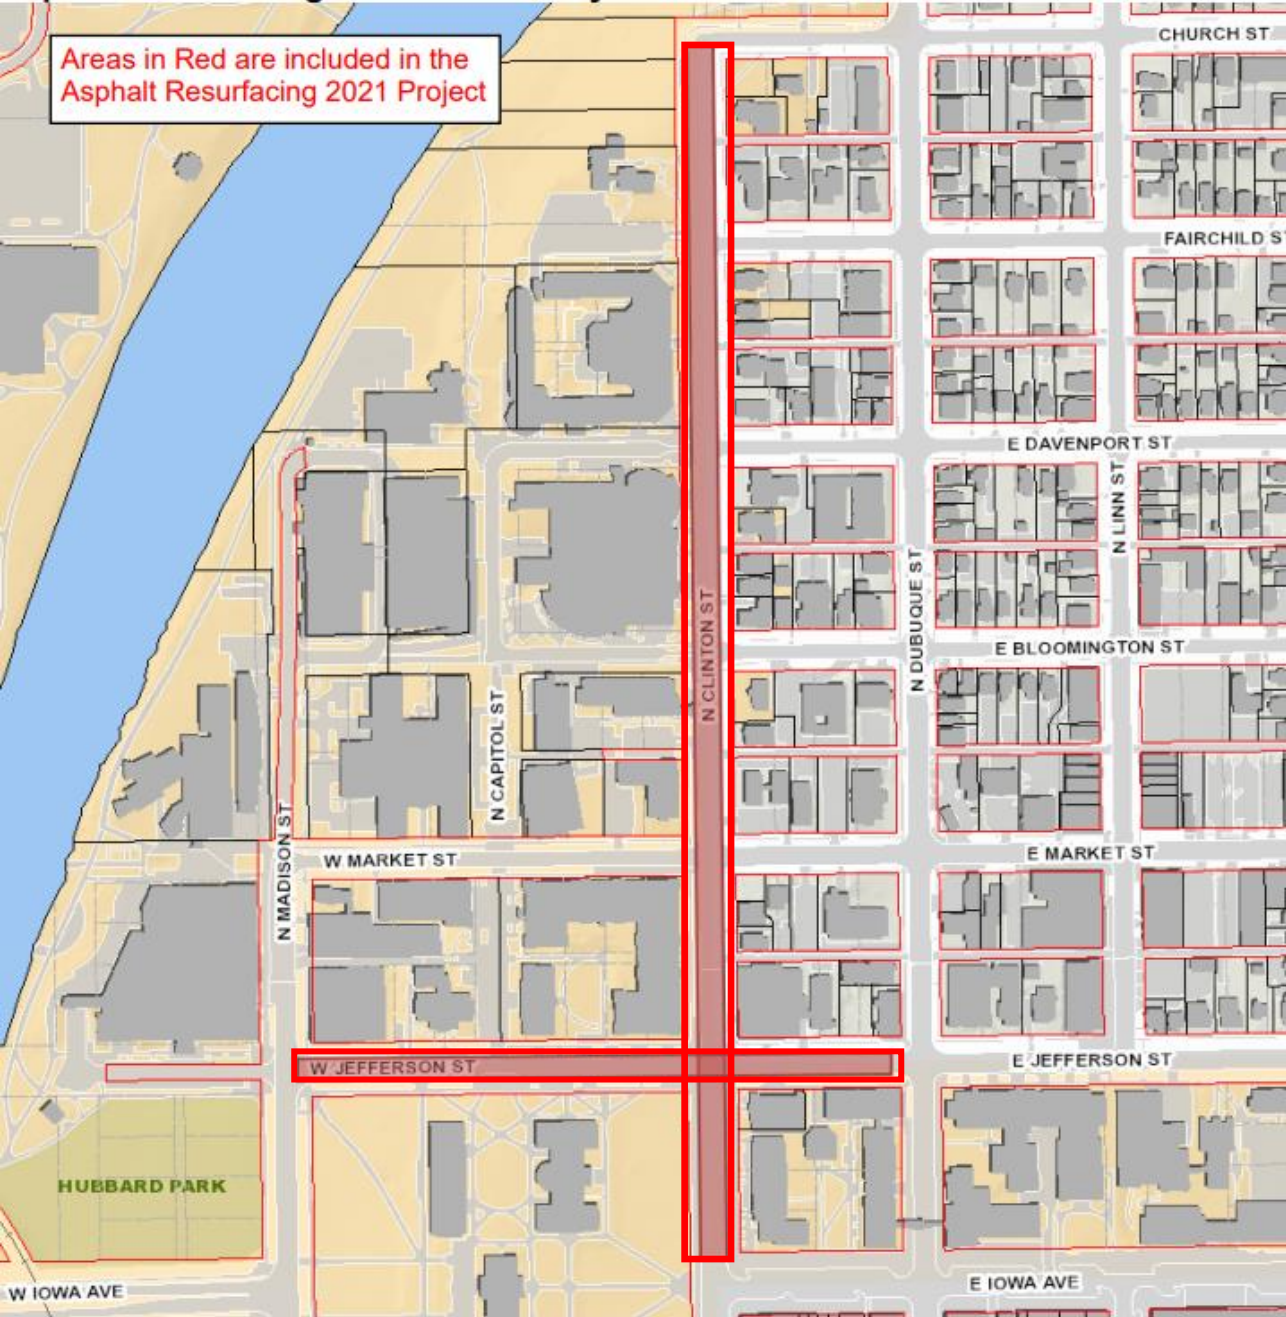 Areas in Red are included in the
Asphalt Resurfacing 2021 Project
CHURCH ST
FAIRCHILD S
E DAVENPORT ST
N LINN ST
N DUBUQUE ST
N CLINTON ST
E BLOOMINGTON ST
N CAPITOL ST
N MADISON ST
W MARKET ST
E MARKET ST
W JEFFERSON ST
E JEFFERSON ST
HUBBARD PARK
W IOWA AVE
E IOWA AVE